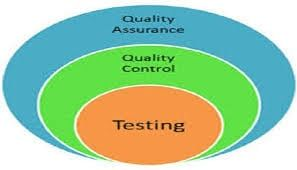 Quality
Assurance
Quality
Control
Testing